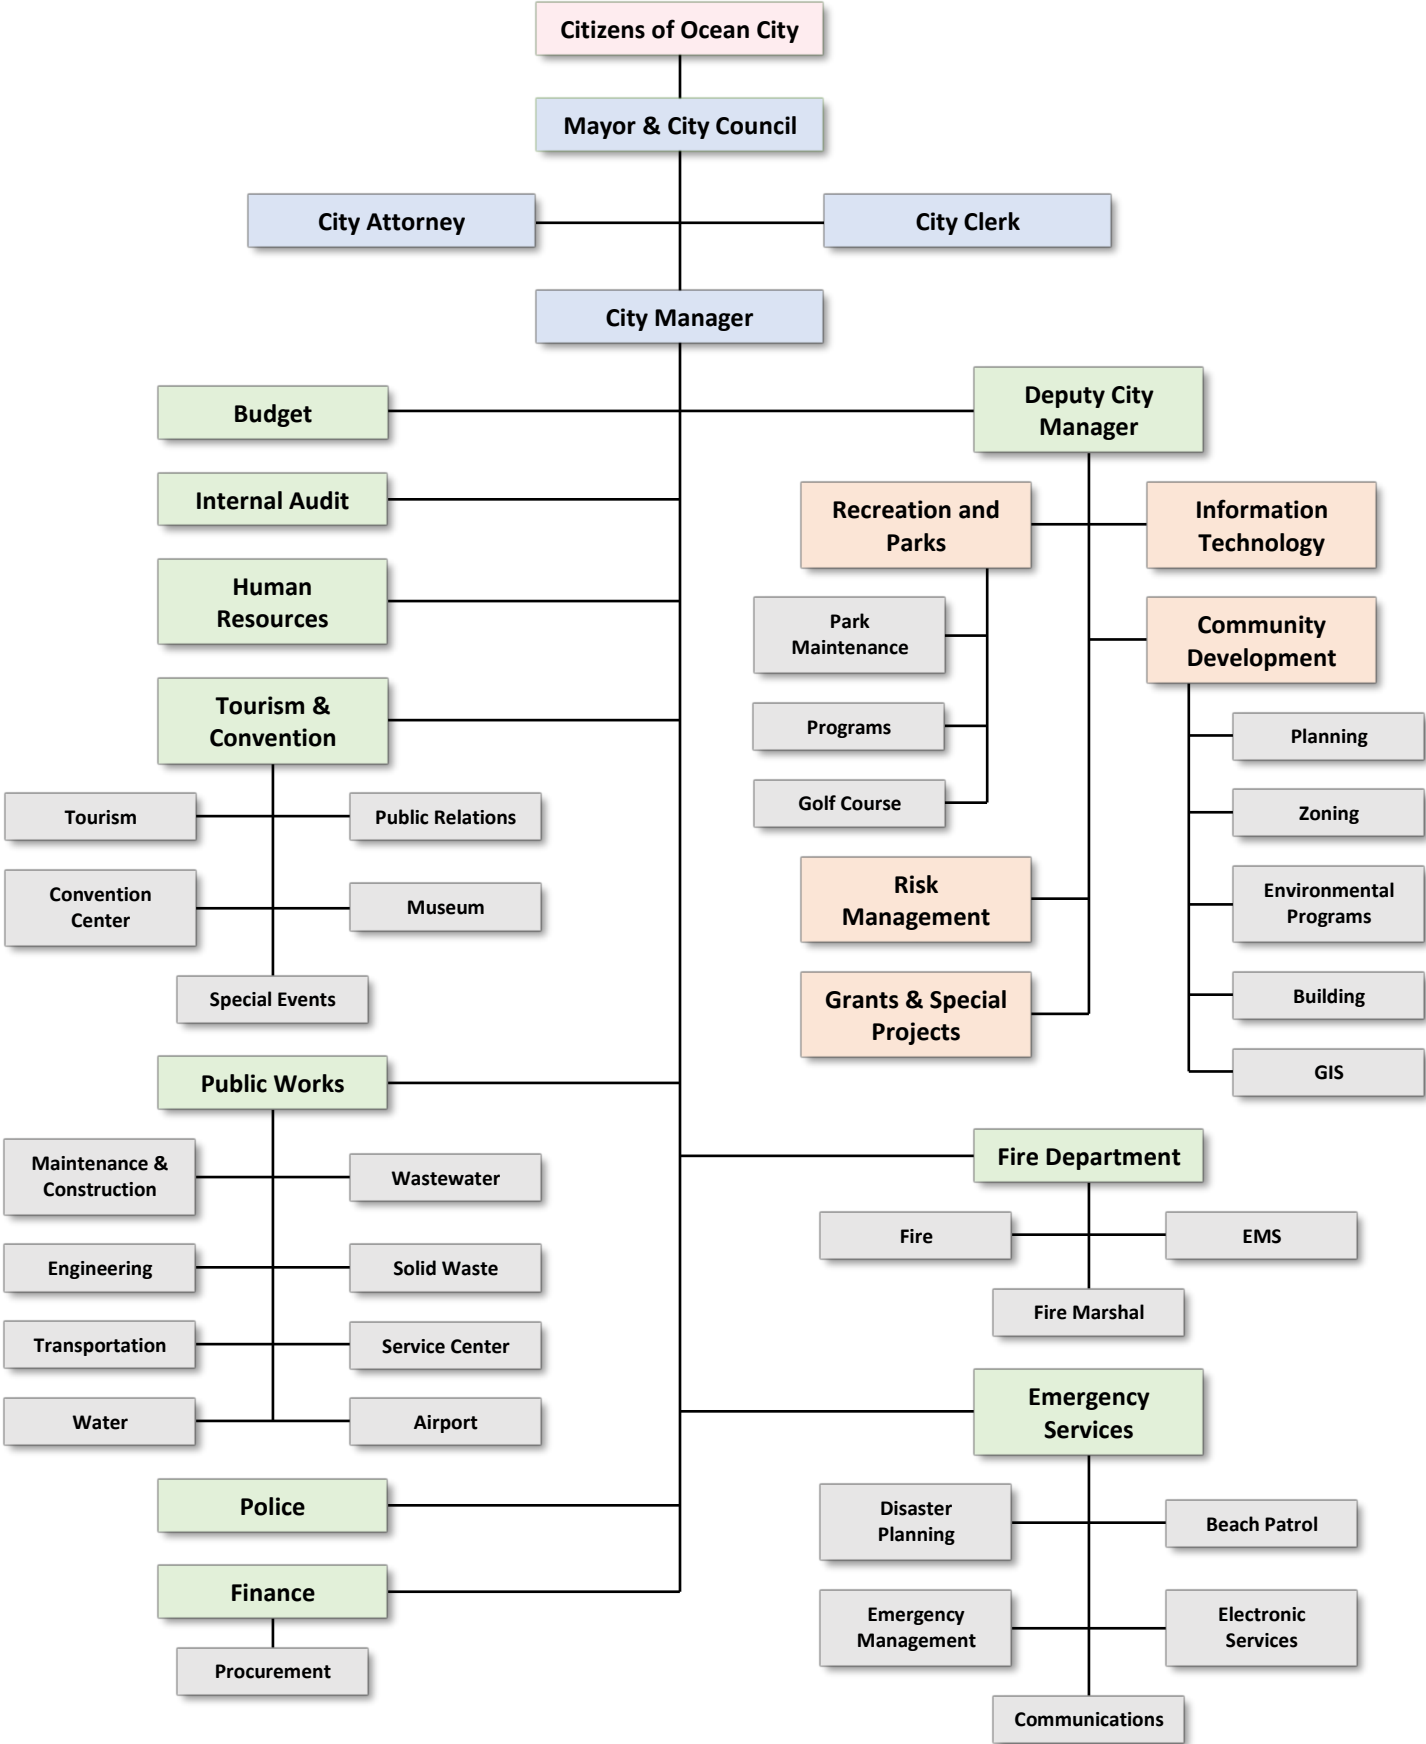 Citizens of Ocean City
Mayor & City Council
City Attorney
City Clerk
City Manager
Budget
Deputy City
Manager
Internal Audit
Recreation and
Parks
Information
Technology
Human
Resources
Park
Maintenance
Community
Development
Tourism &
Convention
Programs
Planning
Golf Course
Zoning
Tourism
Public Relations
Convention
Center
Museum
Risk
Management
Environmental
Programs
Special Events
Grants & Special
Projects
Building
GIS
Public Works
Maintenance &
Construction
Wastewater
Fire Department
Fire
EMS
Engineering
Solid Waste
Fire Marshal
Transportation
Service Center
Water
Airport
Emergency
Services
Police
Disaster
Planning
Beach Patrol
Finance
Emergency
Management
Electronic
Services
Procurement
Communications